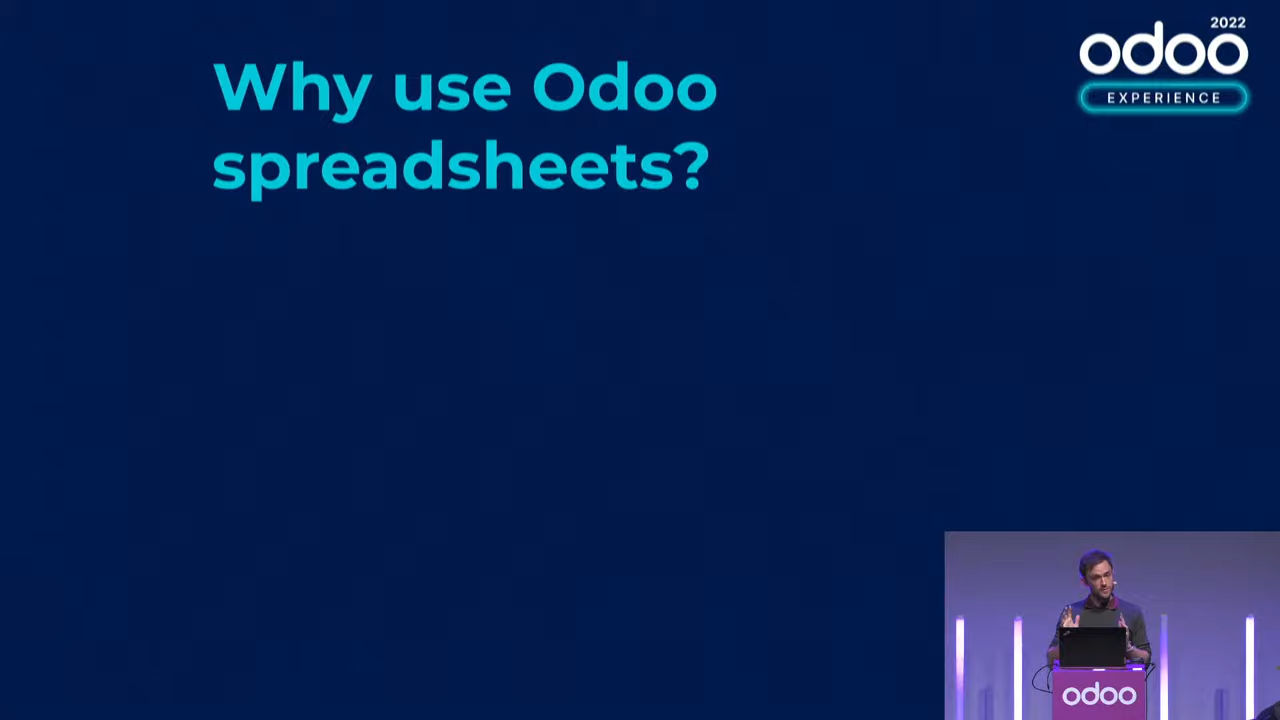 Why use Odoo
spreadsheets?
2022
odoo
EXPERIENCE
odoo